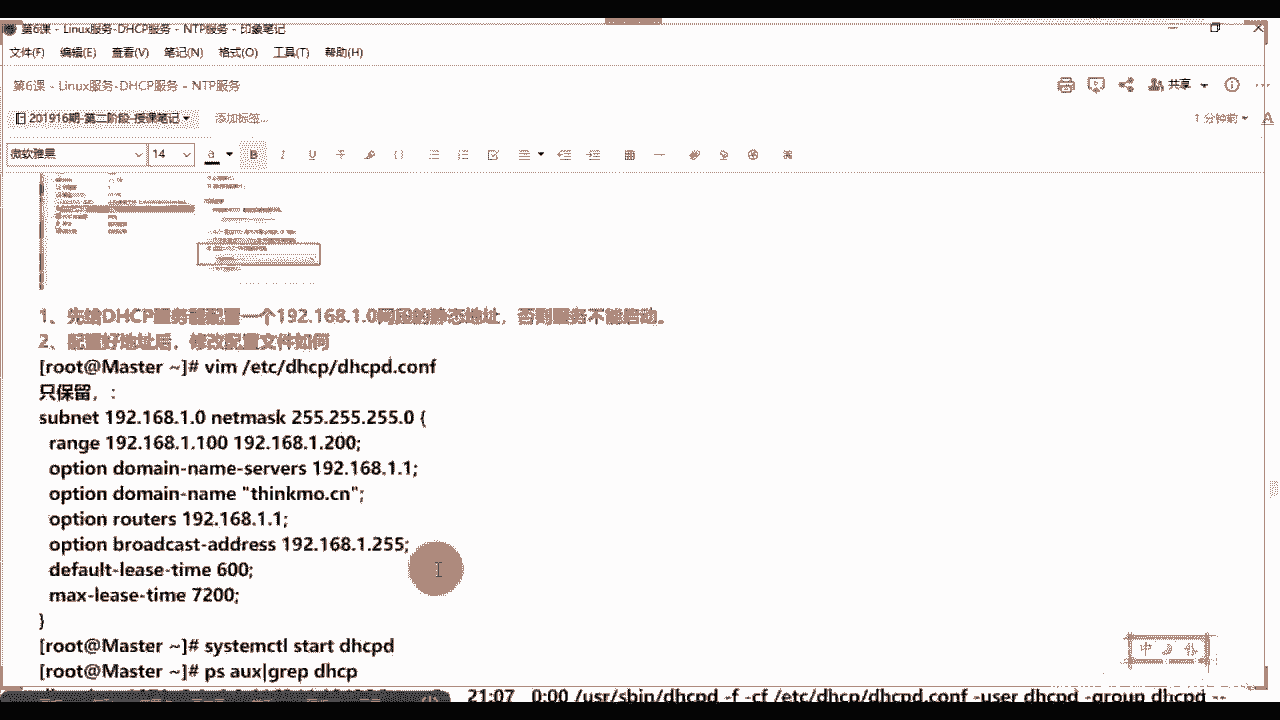 第6课 - Linux服务-DHCP服务 - NTP服务 - 印象笔记
文件(F) 编辑(E) 查看(V) 笔记(N) 格式(O) 工具(T) 帮助(H)
第6课 - Linux服务-DHCP服务 - NTP服务
共享
201916期-第二阶段-授课笔记 添加标签...
1 分钟前
微软雅黑 14
1、先给DHCP服务器配置一个192.168.1.0网段的静态地址，否则服务不能启动。
2、配置好地址后，修改配置文件如何
[root@Master ~]# vim /etc/dhcp/dhcpd.conf
只保留，:
subnet 192.168.1.0 netmask 255.255.255.0 {
range 192.168.1.100 192.168.1.200;
option domain-name-servers 192.168.1.1;
option domain-name "thinkmo.cn";
option routers 192.168.1.1;
option broadcast-address 192.168.1.255;
default-lease-time 600;
max-lease-time 7200;
}
[root@Master ~]# systemctl start dhcpd
[root@Master ~]# ps aux|grep dhcp
21:07 0:00 /usr/sbin/dhcpd -f -cf /etc/dhcp/dhcpd.conf -user dhcpd -group dhcpd --